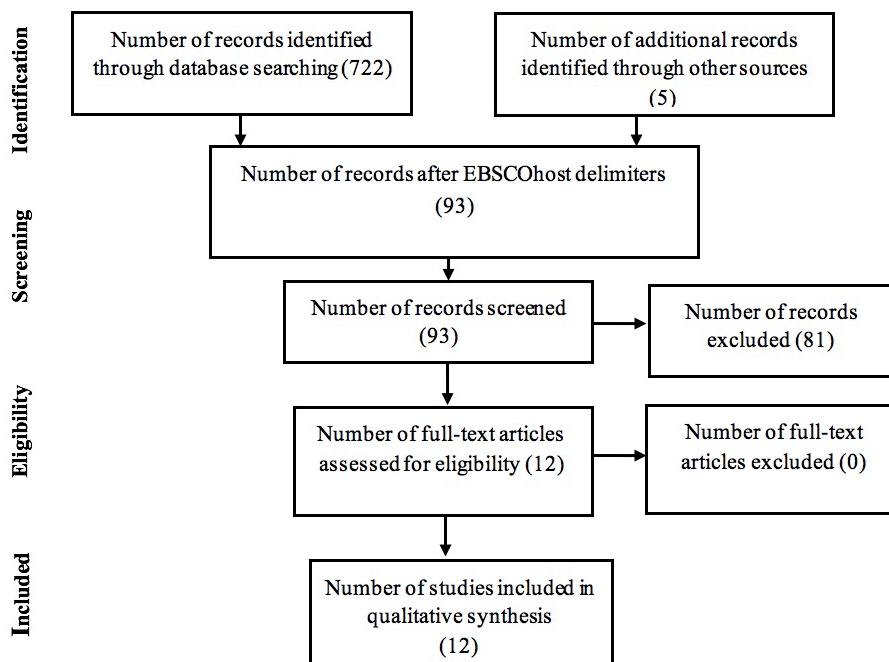 Identification
Number of records identified
through database searching (722)
Number of additional records
identified through other sources
(5)
Number of records after EBSCOhost delimiters
(93)
Screening
Number of records screened
(93)
Number of records
excluded (81)
Eligibility
Number of full-text articles
assessed for eligibility (12)
Number of full-text
articles excluded (0)
Included
Number of studies included in
qualitative synthesis
(12)